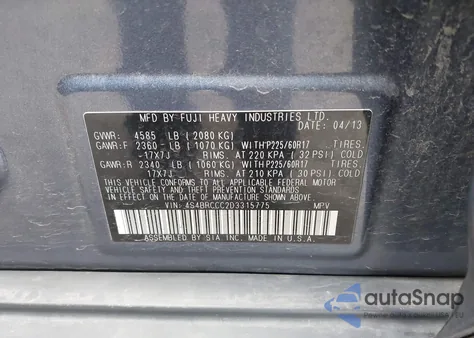 MFD BY FUJI HEAVY INDUSTRIES LTD. 04/13
GVWR: 4585 LB (2080 KG)
GAWR:F 2360 LB (1070 KG) WITH P225/60R17 TIRES,
-17X7J RIMS, AT 220 KPA ( 32 PSI) COLD
GAWR:R 2340 LB (1060 KG) WITH P225/60R17 TIRES,
17X7J RIMS, AT 210 KPA ( 30 PSI) COLD
THIS VEHICLE CONFORMS TO ALL APPLICABLE FEDERAL MOTOR
VEHICLE SAFETY AND THEFT PREVENTION STANDARDS IN
EFFECT ON THE DATE OF MANUFACTURE SHOWN ABOVE.
VIN: 4S4BRCCC2D3315775 MPV
ASSEMBLED BY SIA INC. MADE IN U.S.A.
autoSnap